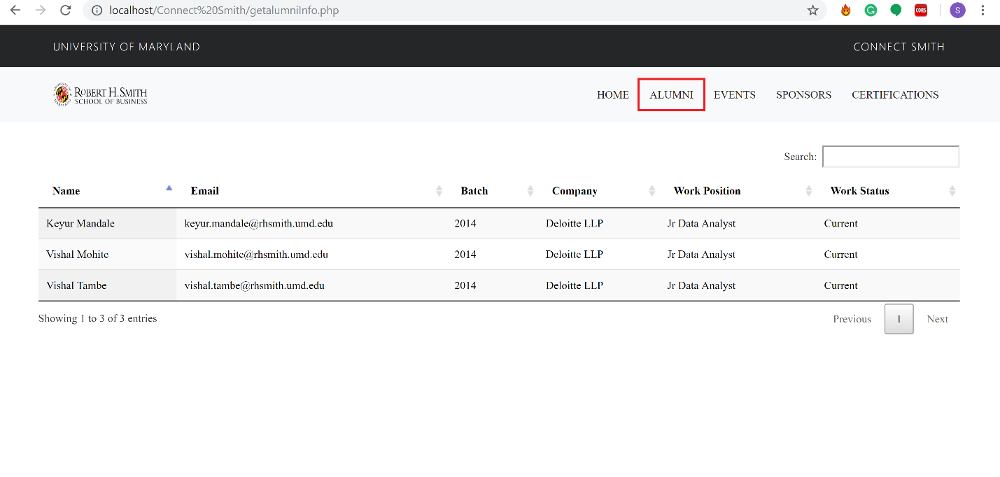 localhost/Connect%20Smith/getalumniInfo.php
CORS
S
UNIVERSITY OF MARYLAND CONNECT SMITH
ROBERT H. SMITH
SCHOOL OF BUSINESS
HOME ALUMNI EVENTS SPONSORS CERTIFICATIONS
Search:
Name Email Batch Company Work Position Work Status
Keyur Mandale keyur.mandale@rhsmith.umd.edu 2014 Deloitte LLP Jr Data Analyst Current
Vishal Mohite vishal.mohite@rhsmith.umd.edu 2014 Deloitte LLP Jr Data Analyst Current
Vishal Tambe vishal.tambe@rhsmith.umd.edu 2014 Deloitte LLP Jr Data Analyst Current
Showing 1 to 3 of 3 entries Previous 1 Next